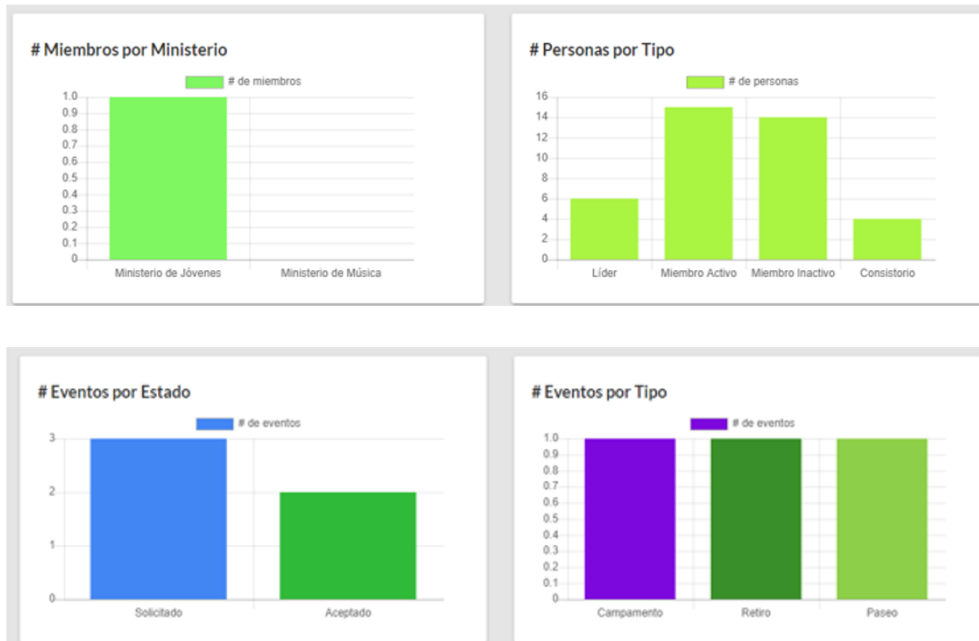 # Miembros por Ministerio
# de miembros
1.0
0.9
0.8
0.7
0.6
0.5
0.4
0.3
0.2
0.1
0
Ministerio de Jóvenes Ministerio de Música
# Personas por Tipo
# de personas
16
14
12
10
8
6
4
2
0
Líder Miembro Activo Miembro Inactivo Consistorio
# Eventos por Estado
# de eventos
3
2
1
0
Solicitado Aceptado
# Eventos por Tipo
# de eventos
1.0
0.9
0.8
0.7
0.6
0.5
0.4
0.3
0.2
0.1
0
Campamento Retiro Paseo